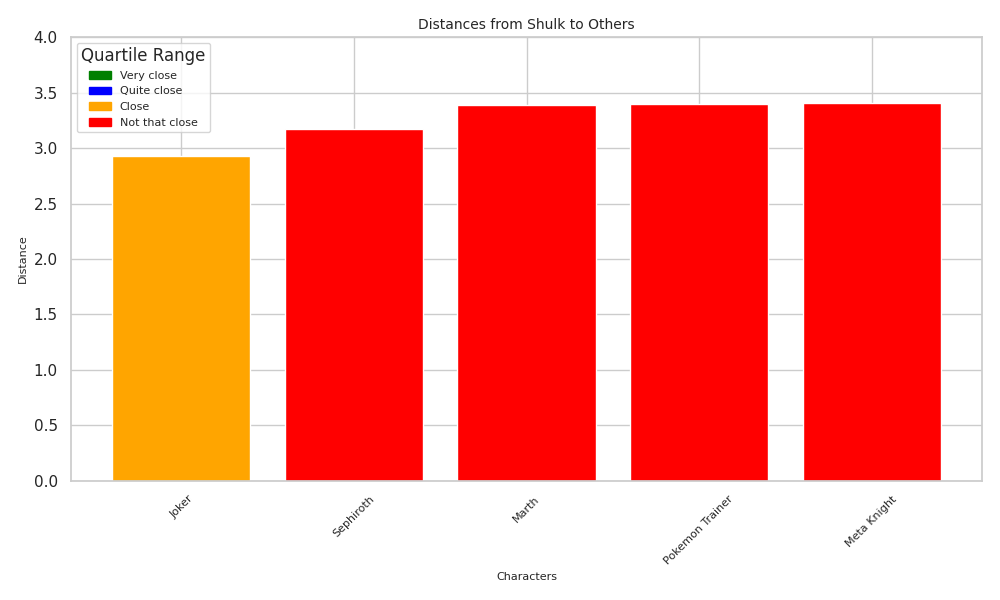 Distances from Shulk to Others
Quartile Range
Very close
Quite close
Close
Not that close
4.0
3.5
3.0
2.5
2.0
1.5
1.0
0.5
0.0
Distance
Joker
Sephiroth
Marth
Pokemon Trainer
Meta Knight
Characters